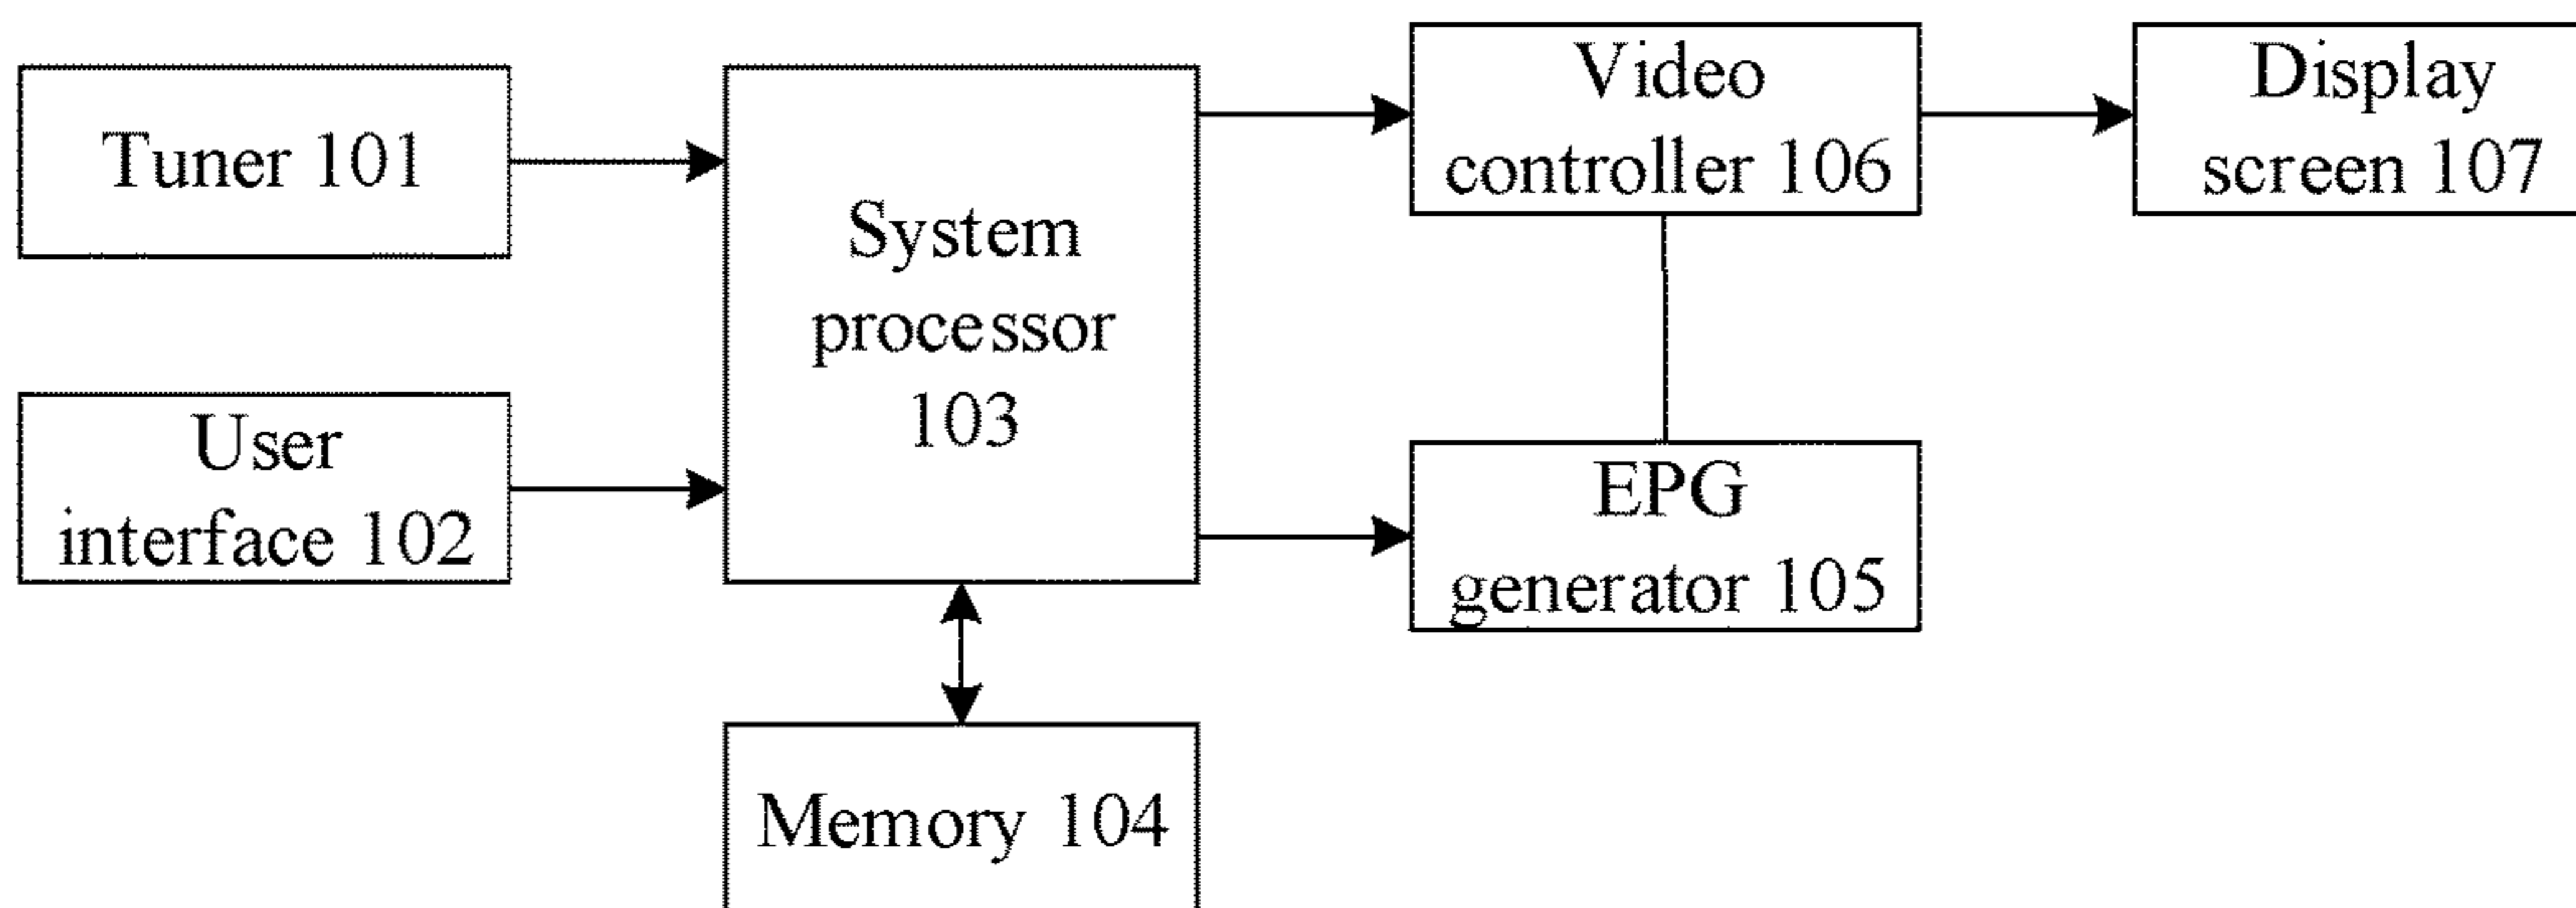 Tuner 101
User
interface 102
System
processor
103
Memory 104
Video
controller 106
EPG
generator 105
Display
screen 107